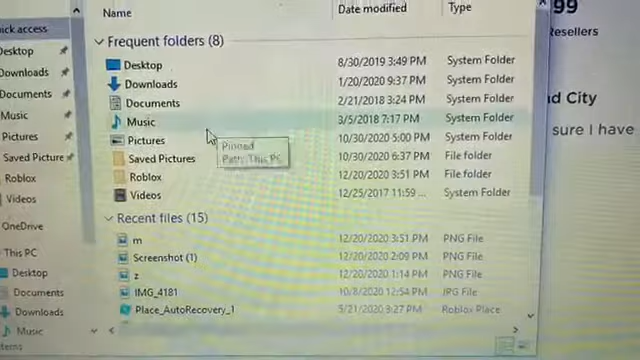 Name Date modified Type
Frequent folders (8)
Desktop 8/30/2019 3:49 PM System Folder
Downloads 1/20/2020 9:37 PM System Folder
Documents 2/21/2018 3:24 PM System Folder
Music 3/5/2018 7:17 PM System Folder
Pictures 10/30/2020 5:00 PM System Folder
Saved Pictures 10/30/2020 6:37 PM File folder
Roblox 12/20/2020 3:51 PM File folder
Videos 12/25/2017 11:59 ... System Folder
Pinned
Path: This PC
Recent files (15)
m 12/20/2020 3:51 PM PNG File
Screenshot (1) 12/20/2020 2:09 PM PNG File
z 12/20/2020 1:14 PM PNG File
IMG_4181 10/8/2020 12:54 PM JPG File
Place_AutoRecovery_1 5/21/2020 3:27 PM Roblox Place
ick access
Desktop
Downloads
Documents
Music
Pictures
Saved Picture
Roblox
Videos
OneDrive
This PC
Desktop
Documents
Downloads
Music
items
99
Resellers
d City
sure I have